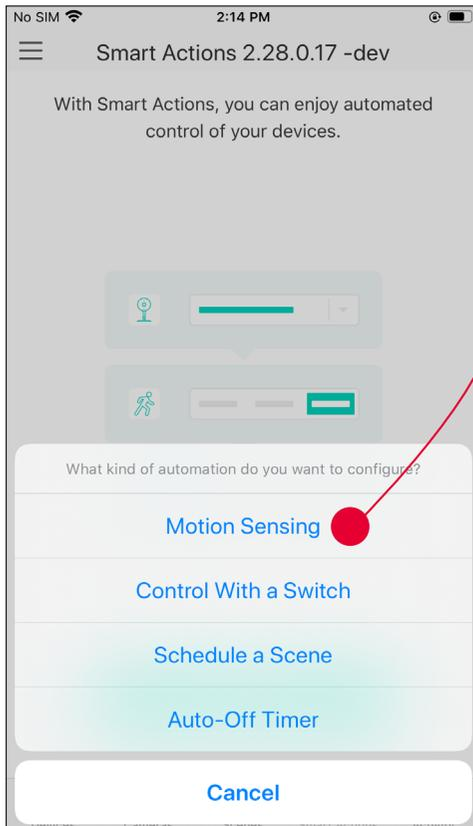 No SIM 2:14 PM
Smart Actions 2.28.0.17 -dev
With Smart Actions, you can enjoy automated
control of your devices.
What kind of automation do you want to configure?
Motion Sensing
Control With a Switch
Schedule a Scene
Auto-Off Timer
Cancel